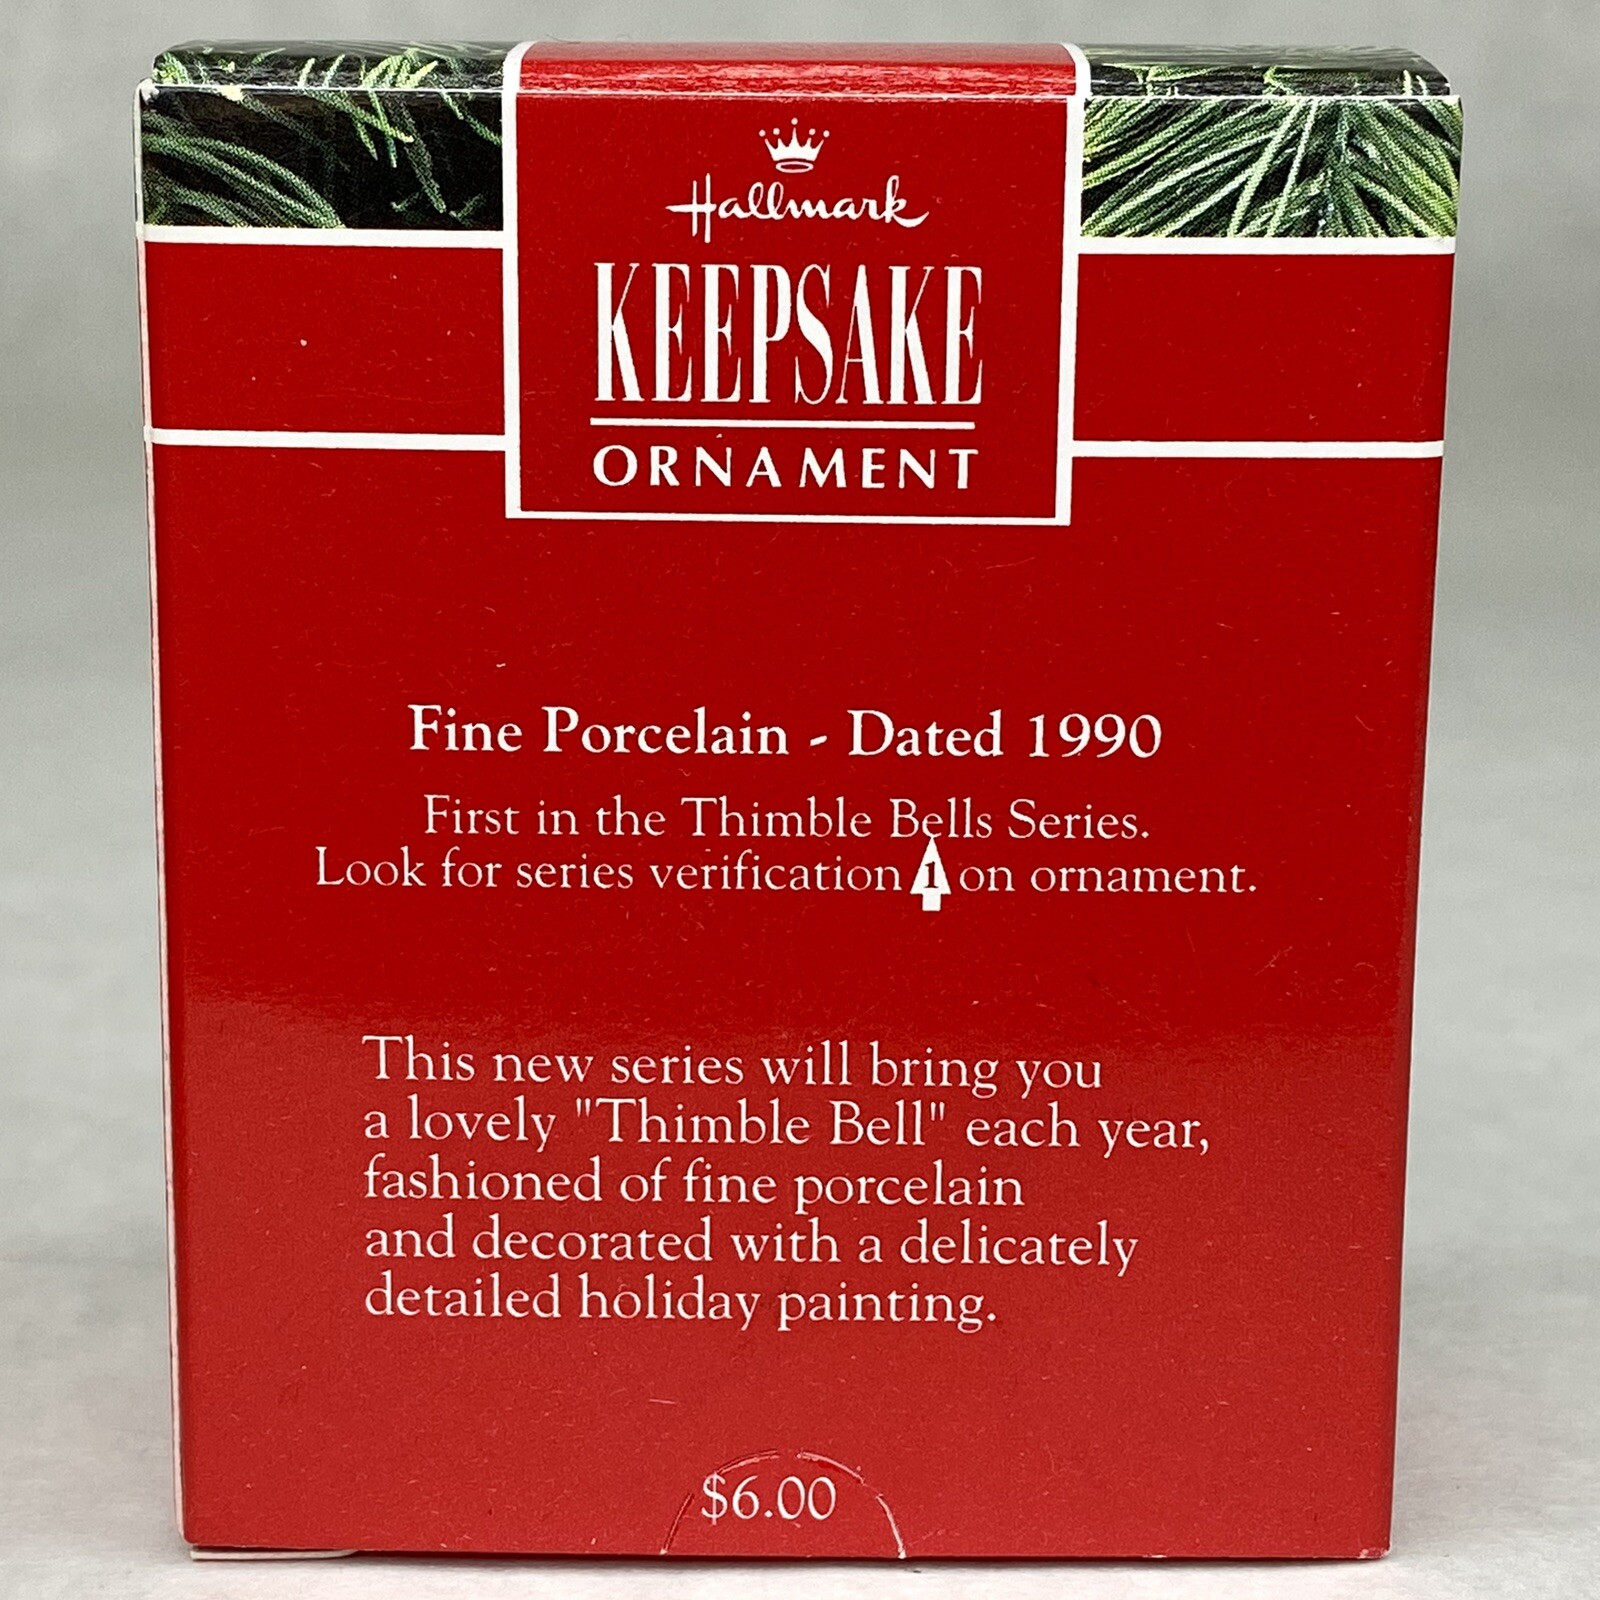 Hallmark
KEEPSAKE
ORNAMENT
Fine Porcelain - Dated 1990
First in the Thimble Bells Series.
Look for series verification 1 on ornament.
This new series will bring you
a lovely "Thimble Bell" each year,
fashioned of fine porcelain
and decorated with a delicately
detailed holiday painting.
$6.00